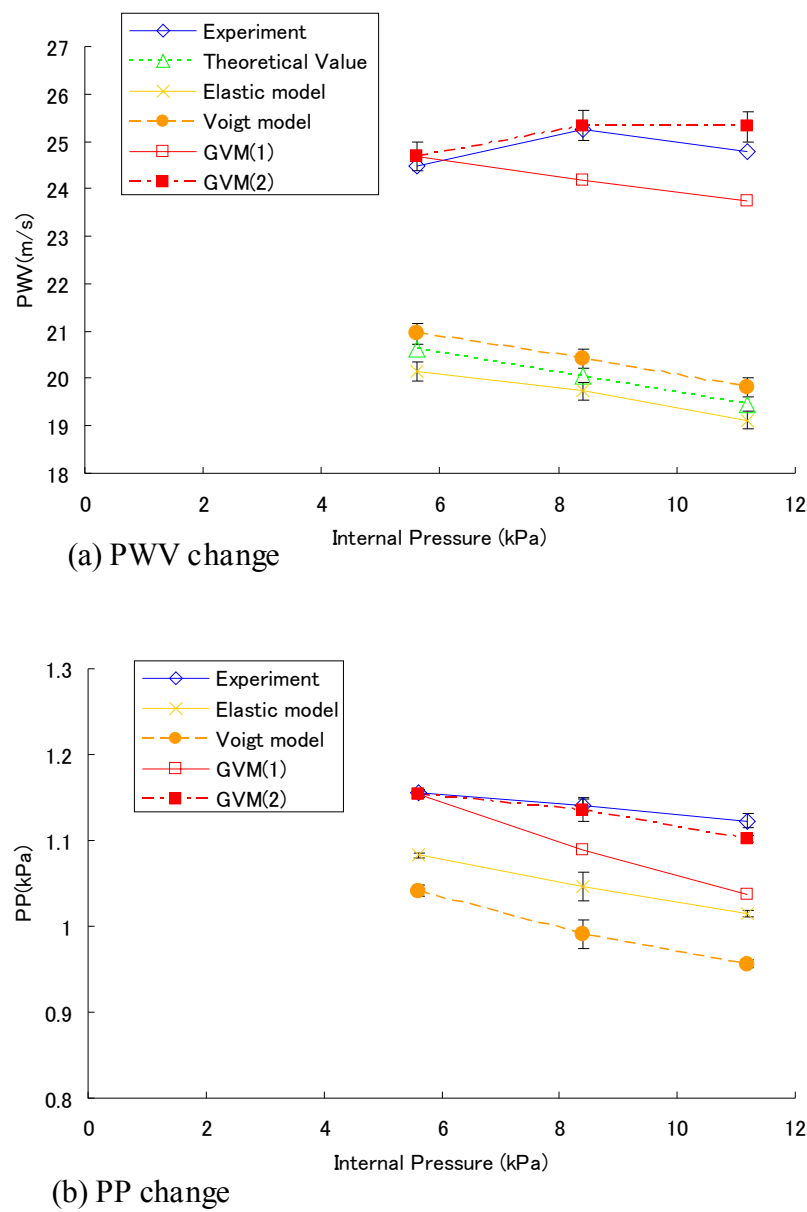 Experiment
Theoretical Value
Elastic model
Voigt model
GVM(1)
GVM(2)
27
26
25
24
23
22
21
20
19
18
PWV(m/s)
0 2 4 6 8 10 12
Internal Pressure (kPa)
(a) PWV change
Experiment
Elastic model
Voigt model
GVM(1)
GVM(2)
1.3
1.2
1.1
1
0.9
0.8
PP(kPa)
0 2 4 6 8 10 12
Internal Pressure (kPa)
(b) PP change